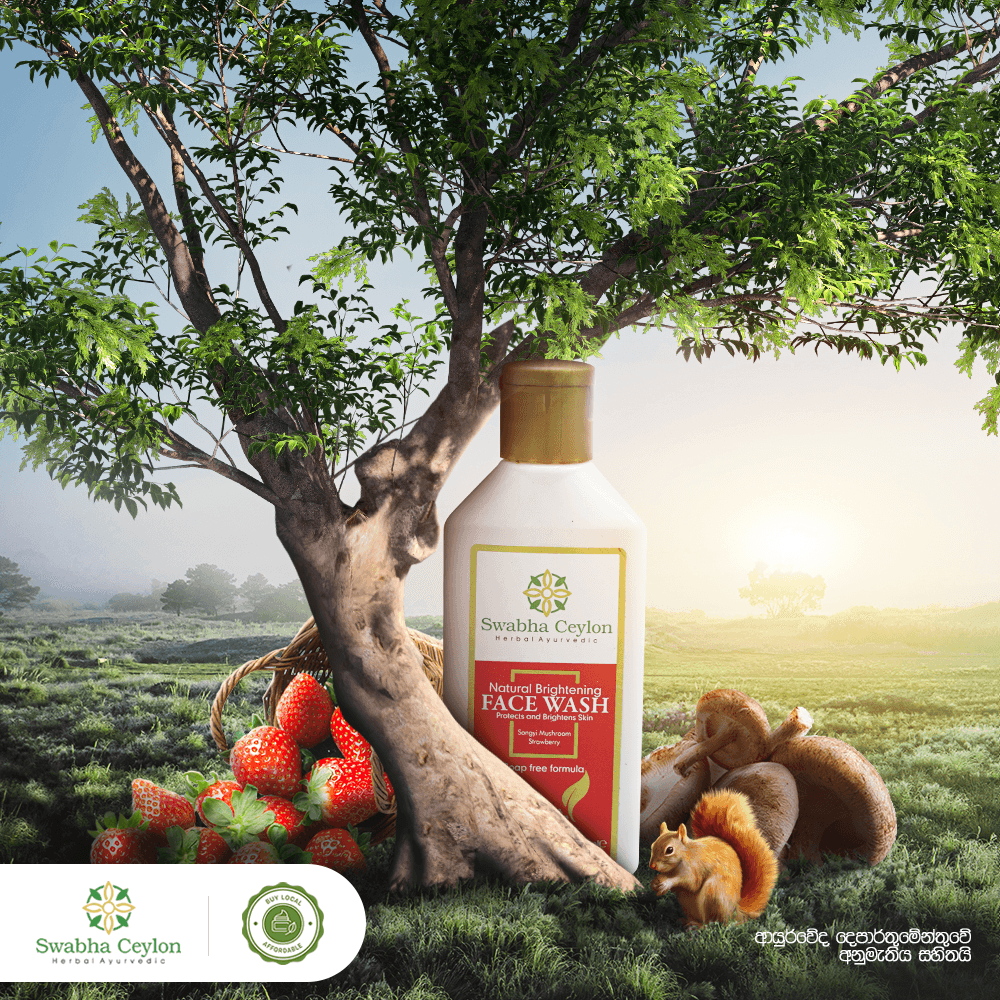 Swabha Ceylon
Herbal Ayurvedic
Natural Brightening
FACE WASH
Protects and Brightens Skin
Sangyi Mushroom
Strawberry
free formula
Swabha Ceylon
Herbal Ayurvedic
BUY LOCAL
AFFORDABLE
ආයුර්වේද දෙපාර්තුමේන්තුවේ
අනුමැතිය සහිතයි